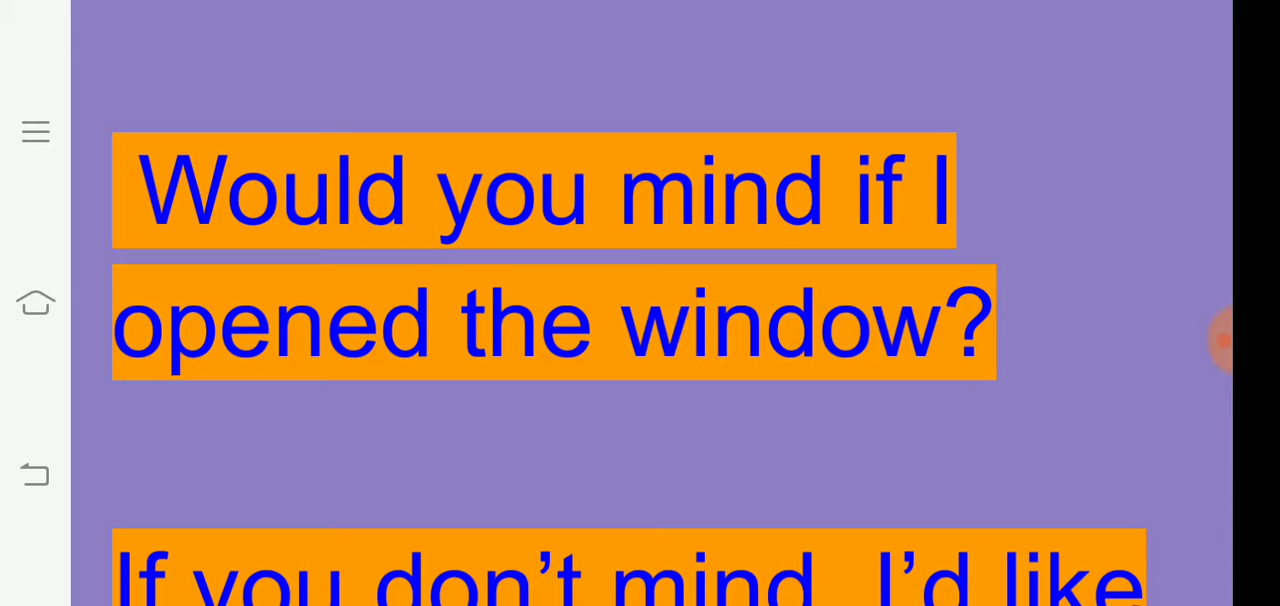 Would you mind if I
opened the window?
If you don’t mind, I’d like